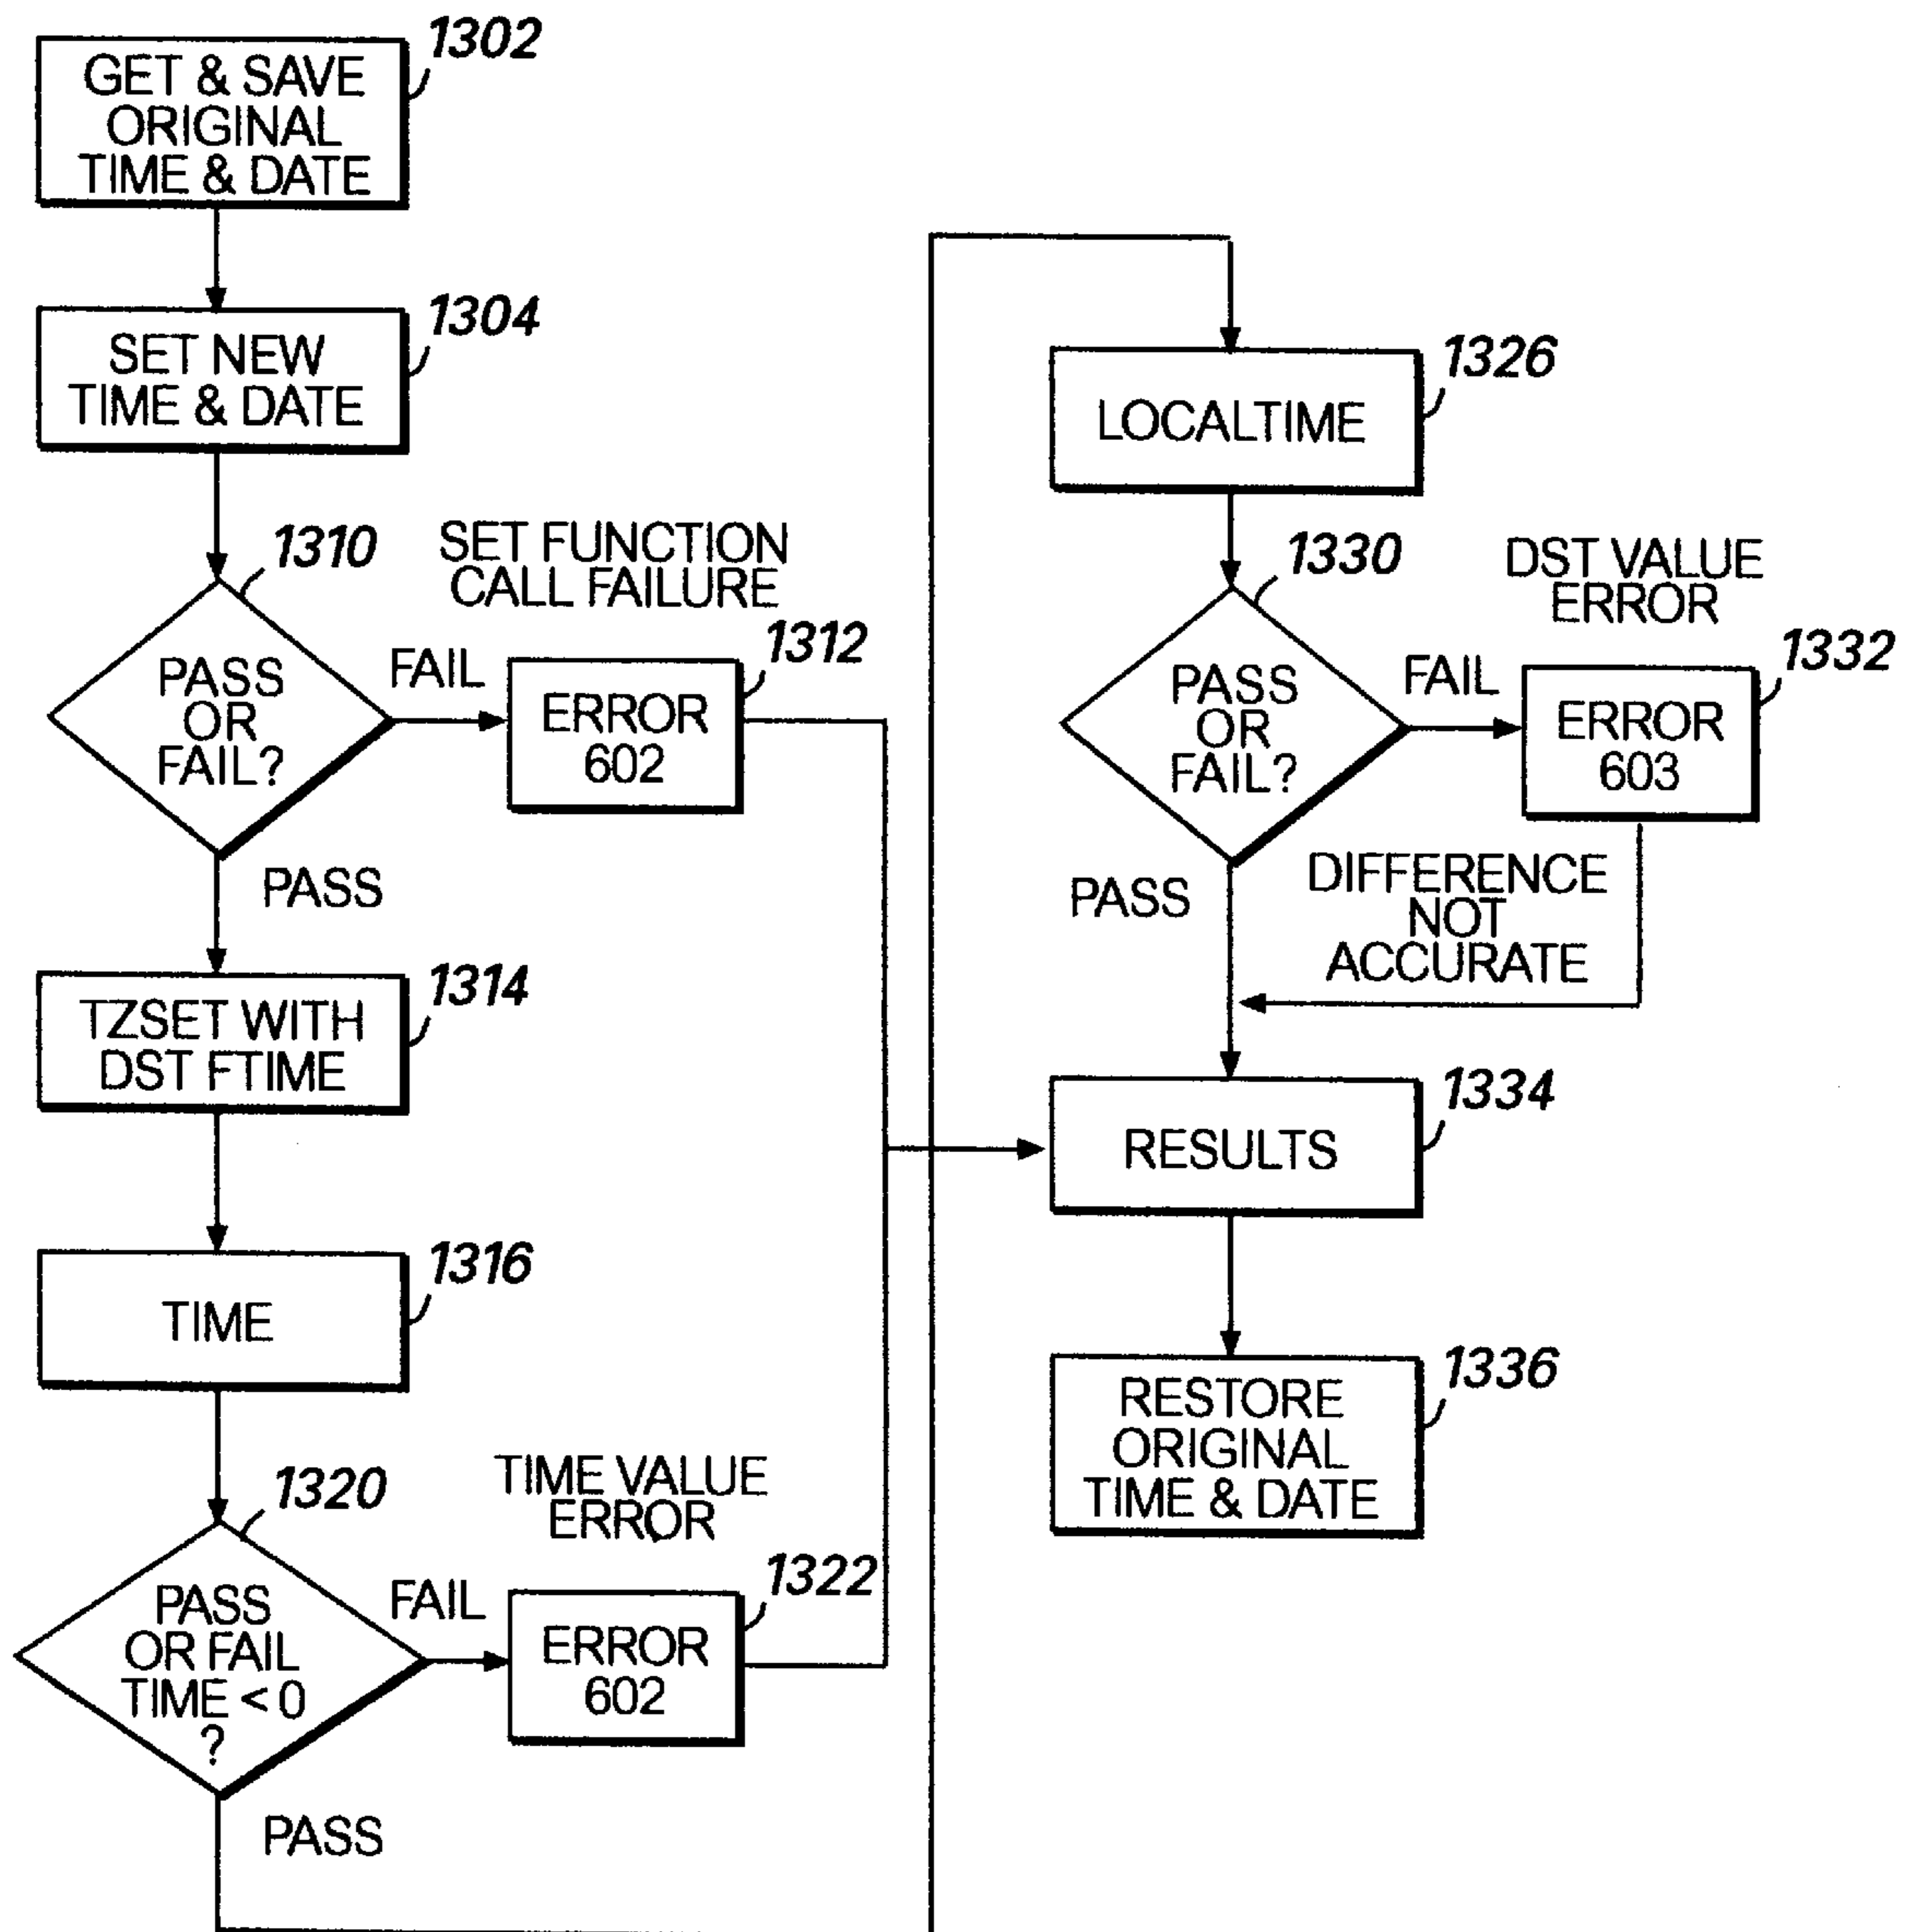 1302
GET & SAVE
ORIGINAL
TIME & DATE
1304
SET NEW
TIME & DATE
1310
PASS
OR
FAIL?
FAIL
SET FUNCTION
CALL FAILURE
1312
ERROR
602
PASS
1314
TZSET WITH
DST FTIME
1316
TIME
1320
PASS
OR FAIL
TIME < 0
?
FAIL
TIME VALUE
ERROR
1322
ERROR
602
PASS
1326
LOCALTIME
1330
PASS
OR
FAIL?
FAIL
DST VALUE
ERROR
1332
ERROR
603
PASS
DIFFERENCE
NOT
ACCURATE
1334
RESULTS
1336
RESTORE
ORIGINAL
TIME & DATE